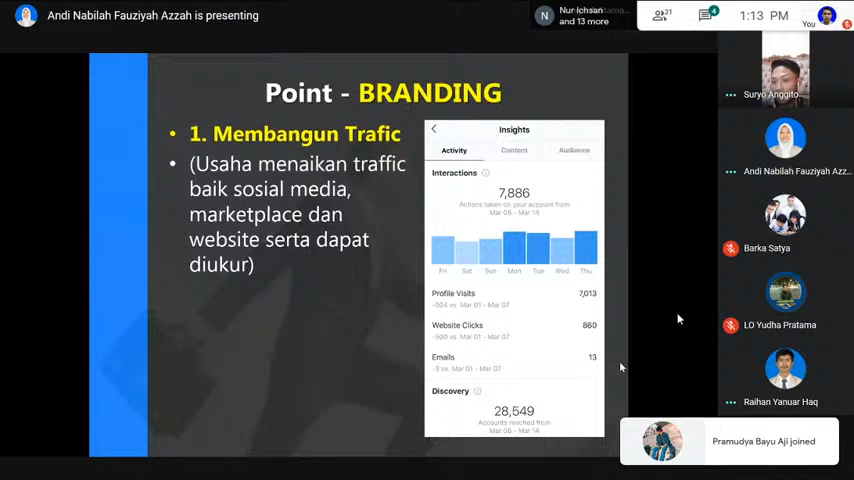 Andi Nabilah Fauziyah Azzah is presenting
N
Nur Ichsan
and 13 more
21
4
1:13 PM
You
Point - BRANDING
• 1. Membangun Trafic
• (Usaha menaikan traffic
baik sosial media,
marketplace dan
website serta dapat
diukur)
Insights
Activity Content Audience
Interactions
7,886
Actions taken on your account from
Mar 08 - Mar 14
Fri Sat Sun Mon Tue Wed Thu
Profile Visits 7,013
-504 vs. Mar 01 - Mar 07
Website Clicks 860
-500 vs. Mar 01 - Mar 07
Emails 13
-3 vs. Mar 01 - Mar 07
Discovery
28,549
Accounts reached from
Mar 08 - Mar 14
Suryo Anggito
Andi Nabilah Fauziyah Azz...
Barka Satya
LO Yudha Pratama
Raihan Yanuar Haq
Pramudya Bayu Aji joined